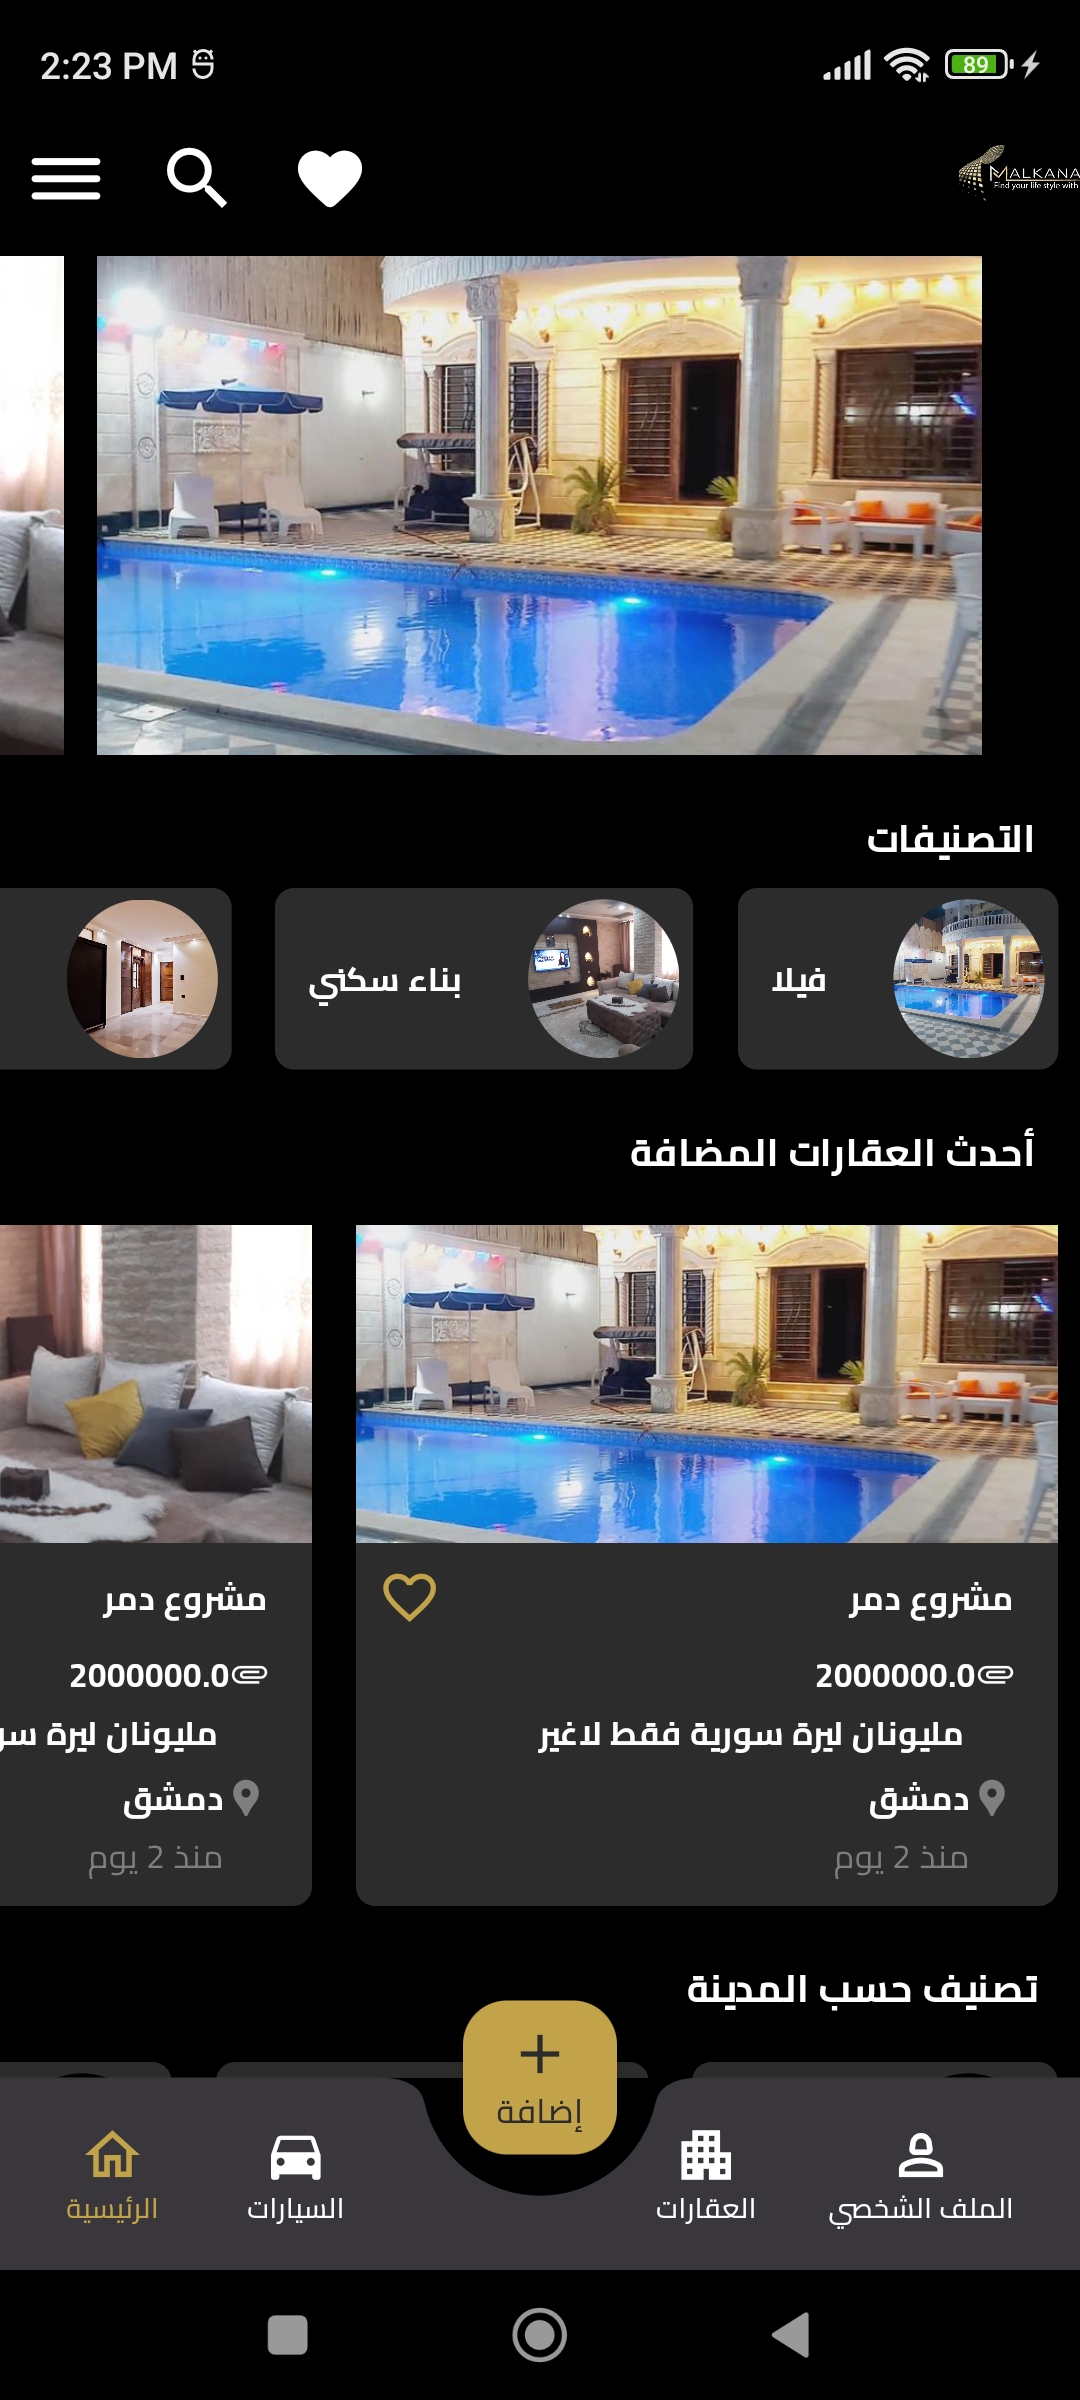 2:23 PM
89
MALKANA
Find your life style with
التصنيفات
فيلا
بناء سكني
أحدث العقارات المضافة
مشروع دمر
2000000.0
مليونان ليرة سورية فقط لاغير
دمشق
منذ 2 يوم
مشروع دمر
2000000.0
مليونان ليرة سو
دمشق
منذ 2 يوم
تصنيف حسب المدينة
إضافة
الملف الشخصي
العقارات
السيارات
الرئيسية